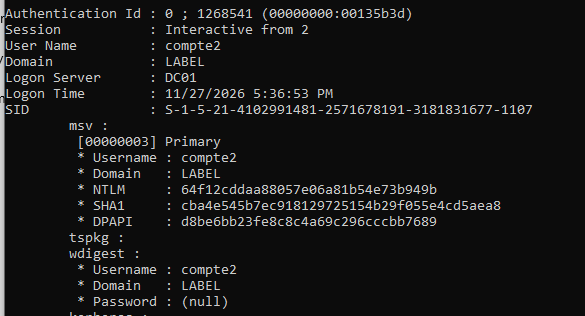 Authentication Id : 0 ; 1268541 (00000000:00135b3d)
Session           : Interactive from 2
User Name         : compte2
Domain            : LABEL
Logon Server      : DC01
Logon Time        : 11/27/2026 5:36:53 PM
SID               : S-1-5-21-4102991481-2571678191-3181831677-1107
        msv :
         [00000003] Primary
         * Username : compte2
         * Domain   : LABEL
         * NTLM     : 64f12cddaa88057e06a81b54e73b949b
         * SHA1     : cba4e545b7ec918129725154b29f055e4cd5aea8
         * DPAPI    : d8be6bb23fe8c8c4a69c296cccbb7689
        tspkg :
        wdigest :
         * Username : compte2
         * Domain   : LABEL
         * Password : (null)